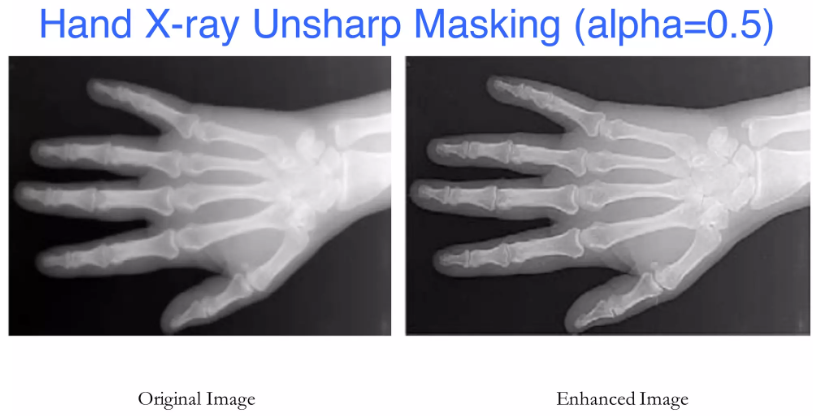 Hand X-ray Unsharp Masking (alpha=0.5)
Original Image
Enhanced Image